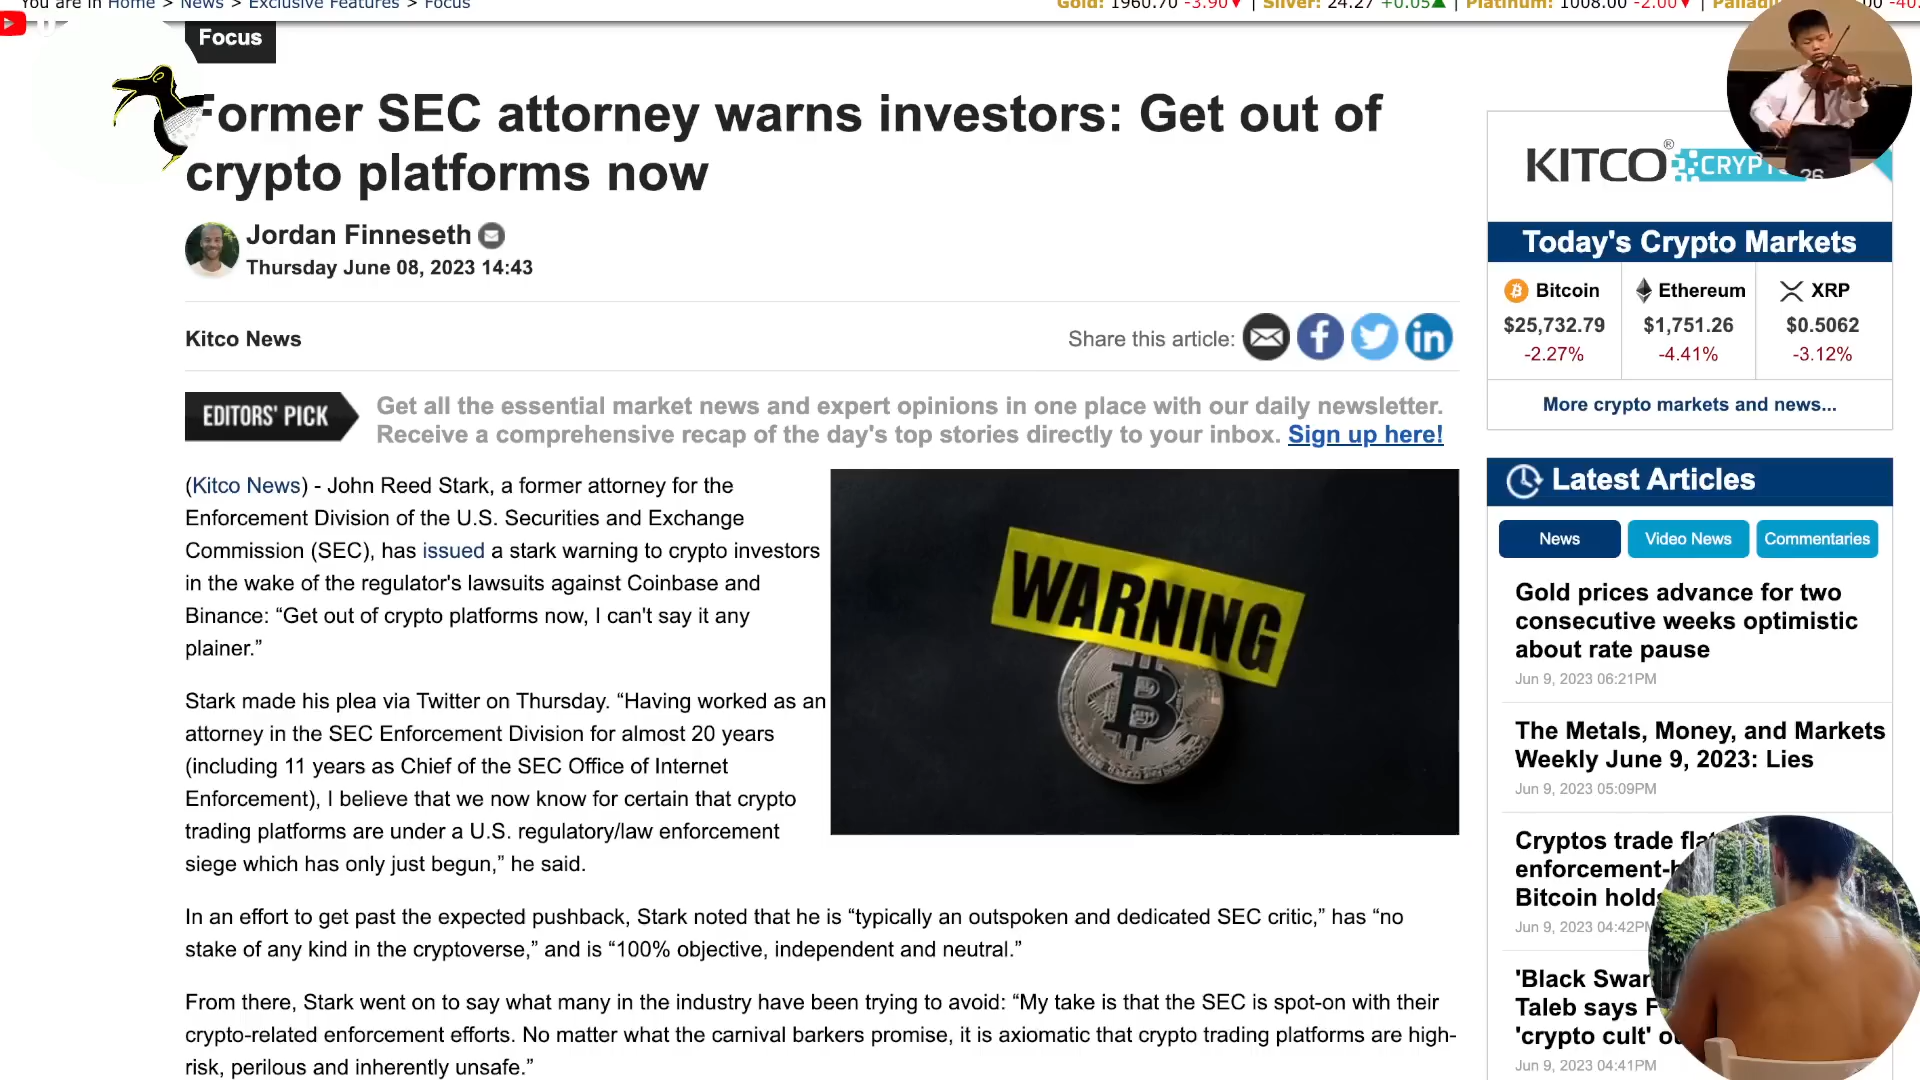 You are in Home > News > Exclusive Features > Focus
Gold: 1960.70 -3.90 | Silver: 24.27 +0.05 | Platinum: 1008.00 -2.00 |
Focus
Former SEC attorney warns investors: Get out of
crypto platforms now
Jordan Finneseth
Thursday June 08, 2023 14:43
Kitco News
Share this article:
EDITORS' PICK
Get all the essential market news and expert opinions in one place with our daily newsletter.
Receive a comprehensive recap of the day's top stories directly to your inbox. Sign up here!
(Kitco News) - John Reed Stark, a former attorney for the
Enforcement Division of the U.S. Securities and Exchange
Commission (SEC), has issued a stark warning to crypto investors
in the wake of the regulator's lawsuits against Coinbase and
Binance: “Get out of crypto platforms now, I can't say it any
plainer.”
Stark made his plea via Twitter on Thursday. “Having worked as an
attorney in the SEC Enforcement Division for almost 20 years
(including 11 years as Chief of the SEC Office of Internet
Enforcement), I believe that we now know for certain that crypto
trading platforms are under a U.S. regulatory/law enforcement
siege which has only just begun,” he said.
WARNING
In an effort to get past the expected pushback, Stark noted that he is “typically an outspoken and dedicated SEC critic,” has “no
stake of any kind in the cryptoverse,” and is “100% objective, independent and neutral.”
From there, Stark went on to say what many in the industry have been trying to avoid: “My take is that the SEC is spot-on with their
crypto-related enforcement efforts. No matter what the carnival barkers promise, it is axiomatic that crypto trading platforms are high-
risk, perilous and inherently unsafe.”
KITCO®
Today's Crypto Markets
Bitcoin Ethereum XRP
$25,732.79 $1,751.26 $0.5062
-2.27% -4.41% -3.12%
More crypto markets and news...
Latest Articles
News Video News Commentaries
Gold prices advance for two
consecutive weeks optimistic
about rate pause
Jun 9, 2023 06:21PM
The Metals, Money, and Markets
Weekly June 9, 2023: Lies
Jun 9, 2023 05:09PM
Cryptos trade
enforcement-
Bitcoin
Jun 9, 2023
'Black
Taleb says
'crypto cult'
Jun 9, 2023 04:41PM